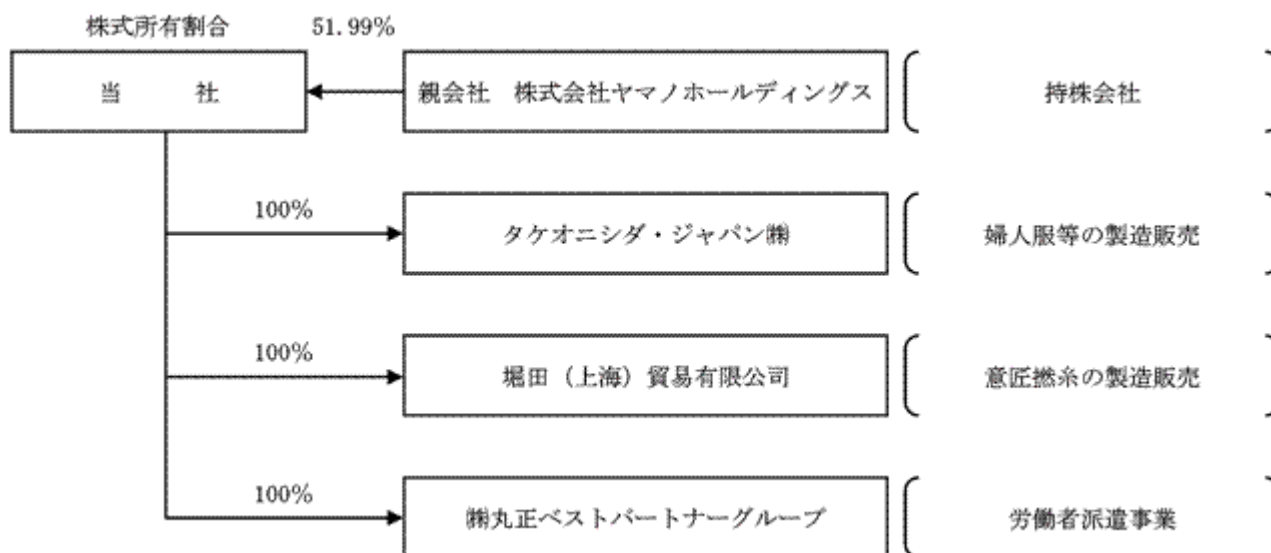 株式所有割合 51.99%
当 社
親会社 株式会社ヤマノホールディングス
持株会社
100%
タケオニシダ・ジャパン㈱
婦人服等の製造販売
100%
堀田（上海）貿易有限公司
意匠撚糸の製造販売
100%
㈱丸正ベストパートナーグループ
労働者派遣事業